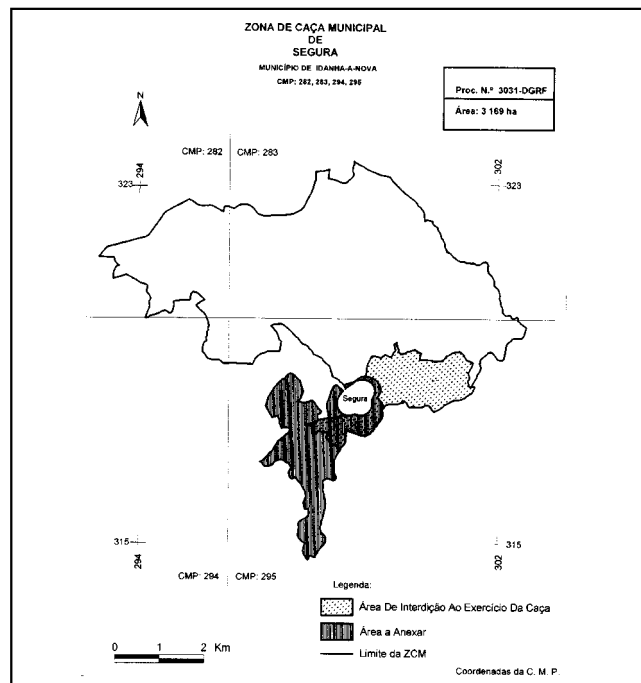 ZONA DE CAÇA MUNICIPAL
DE
SEGURA
MUNICÍPIO DE IDANHA-A-NOVA
CMP: 282, 283, 294, 295
Proc. N.º 3031-DGRF
Área: 3 169 ha
N
294
CMP: 282
CMP: 283
302
323
323
Segura
315
315
294
302
CMP: 294
CMP: 295
Legenda:
Área De Interdição Ao Exercício Da Caça
Área a Anexar
Limite da ZCM
0 1 2 Km
Coordenadas da C. M. P.